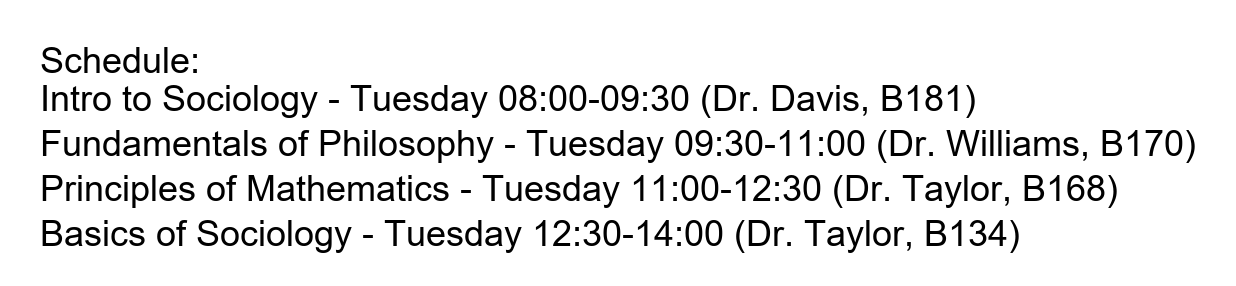 Schedule:
Intro to Sociology - Tuesday 08:00-09:30 (Dr. Davis, B181)
Fundamentals of Philosophy - Tuesday 09:30-11:00 (Dr. Williams, B170)
Principles of Mathematics - Tuesday 11:00-12:30 (Dr. Taylor, B168)
Basics of Sociology - Tuesday 12:30-14:00 (Dr. Taylor, B134)